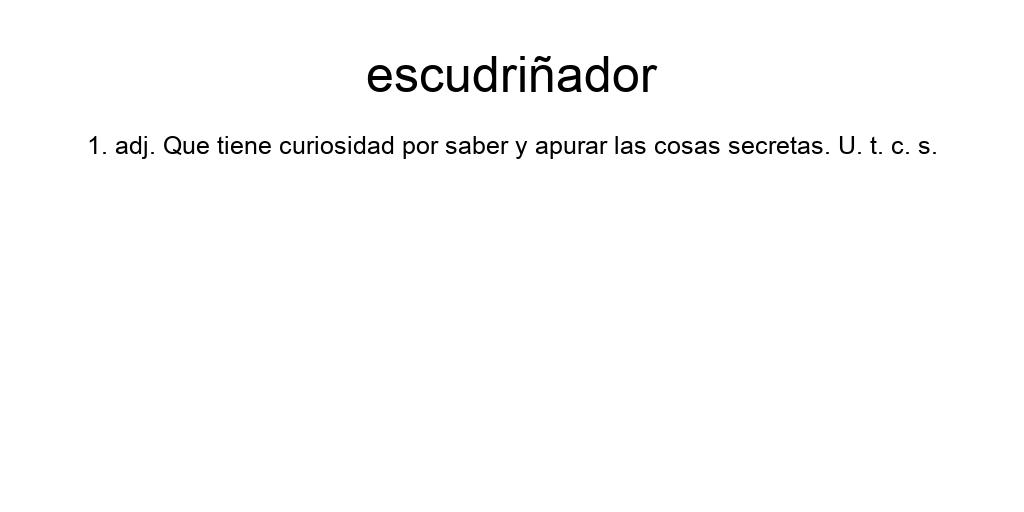 escudriñador
1. adj. Que tiene curiosidad por saber y apurar las cosas secretas. U. t. c. s.